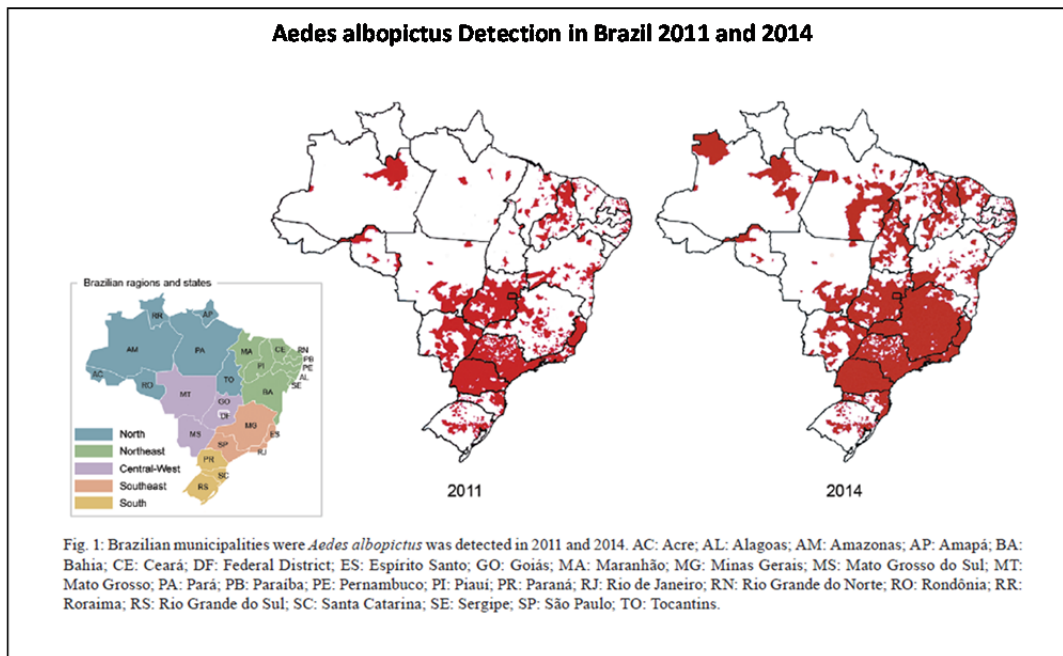 Aedes albopictus Detection in Brazil 2011 and 2014
Brazilian regions and states
RR
AP
AM
PA
MA
CE
RN
PB
PE
AL
SE
PI
AC
RO
TO
MT
BA
GO
DF
MG
MS
ES
SP
RJ
PR
SC
RS
North
Northeast
Central-West
Southeast
South
2011
2014
Fig. 1: Brazilian municipalities were Aedes albopictus was detected in 2011 and 2014. AC: Acre; AL: Alagoas; AM: Amazonas; AP: Amapá; BA:
Bahia; CE: Ceará; DF: Federal District; ES: Espírito Santo; GO: Goiás; MA: Maranhão; MG: Minas Gerais; MS: Mato Grosso do Sul; MT:
Mato Grosso; PA: Pará; PB: Paraíba; PE: Pernambuco; PI: Piauí; PR: Paraná; RJ: Rio de Janeiro; RN: Rio Grande do Norte; RO: Rondônia; RR:
Roraima; RS: Rio Grande do Sul; SC: Santa Catarina; SE: Sergipe; SP: São Paulo; TO: Tocantins.